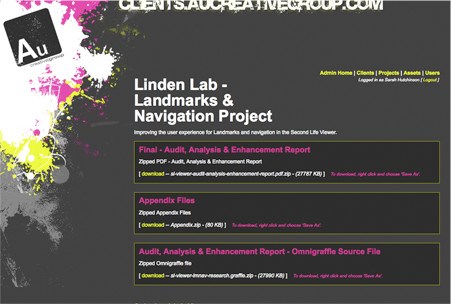 CLIENTS.AUCREATIVEGROUP.COM
Au
Admin Home | Clients | Projects | Assets | Users
Logged in as Sarah Hutchinson [ Logout ]
Linden Lab -
Landmarks &
Navigation Project
Improving the user experience for Landmarks and navigation in the Second Life Viewer.
Final - Audit, Analysis & Enhancement Report
Zipped PDF - Audit, Analysis & Enhancement Report
[ download -- sl-viewer-audit-analysis-enhancement-report.pdf.zip - (27787 KB) ] To download, right click and choose 'Save As'.
Appendix Files
Zipped Appendix Files
[ download -- Appendix.zip - (80 KB) ] To download, right click and choose 'Save As'.
Audit, Analysis & Enhancement Report - Omnigraffle Source File
Zipped Omnigraffle file
[ download -- sl-viewer-lmnav-rsearch.graffle.zip - (27990 KB) ] To download, right click and choose 'Save As'.